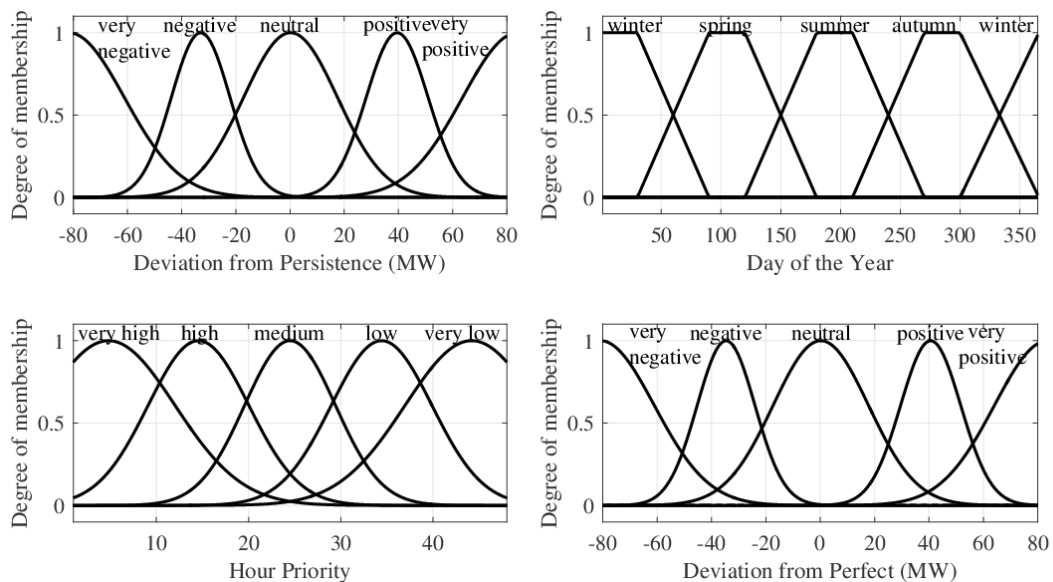 very
negative neutral positive very
negative
positive
1
0.5
0
Degree of membership
-80 -60 -40 -20 0 20 40 60 80
Deviation from Persistence (MW)
winter spring summer autumn winter
1
0.5
0
Degree of membership
50 100 150 200 250 300 350
Day of the Year
very high high medium low very low
1
0.5
0
Degree of membership
10 20 30 40
Hour Priority
very
negative neutral positive very
negative
positive
1
0.5
0
Degree of membership
-80 -60 -40 -20 0 20 40 60 80
Deviation from Perfect (MW)